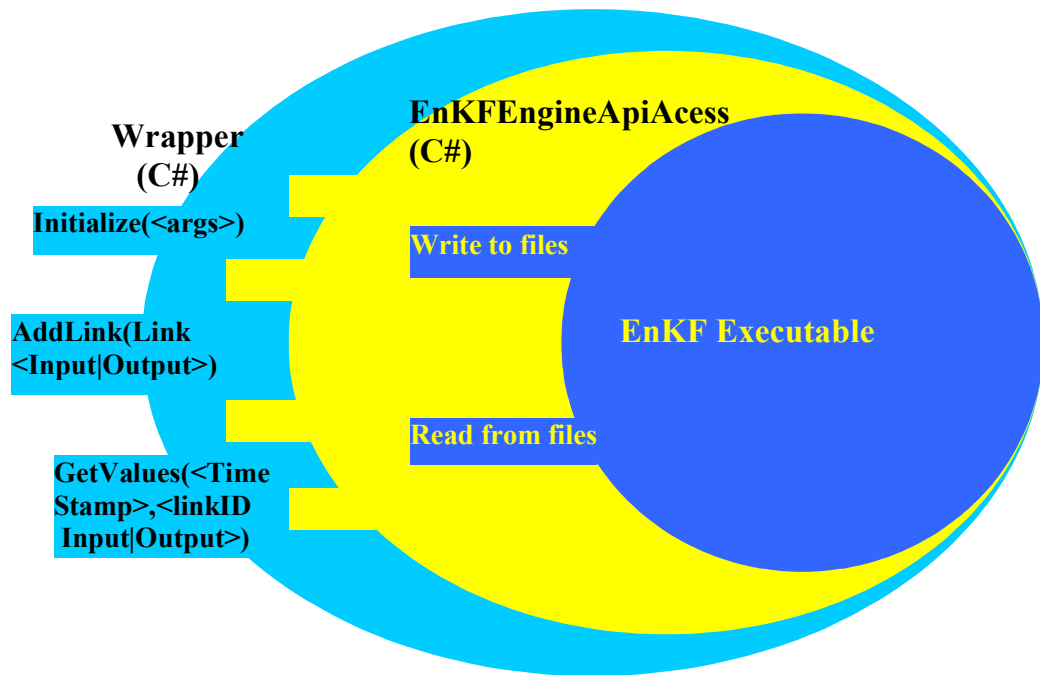 Wrapper
(C#)
EnKFEngineApiAcess
(C#)
Initialize(<args>)
Write to files
AddLink(Link
<Input|Output>)
EnKF Executable
Read from files
GetValues(<Time
Stamp>,<linkID
Input|Output>)